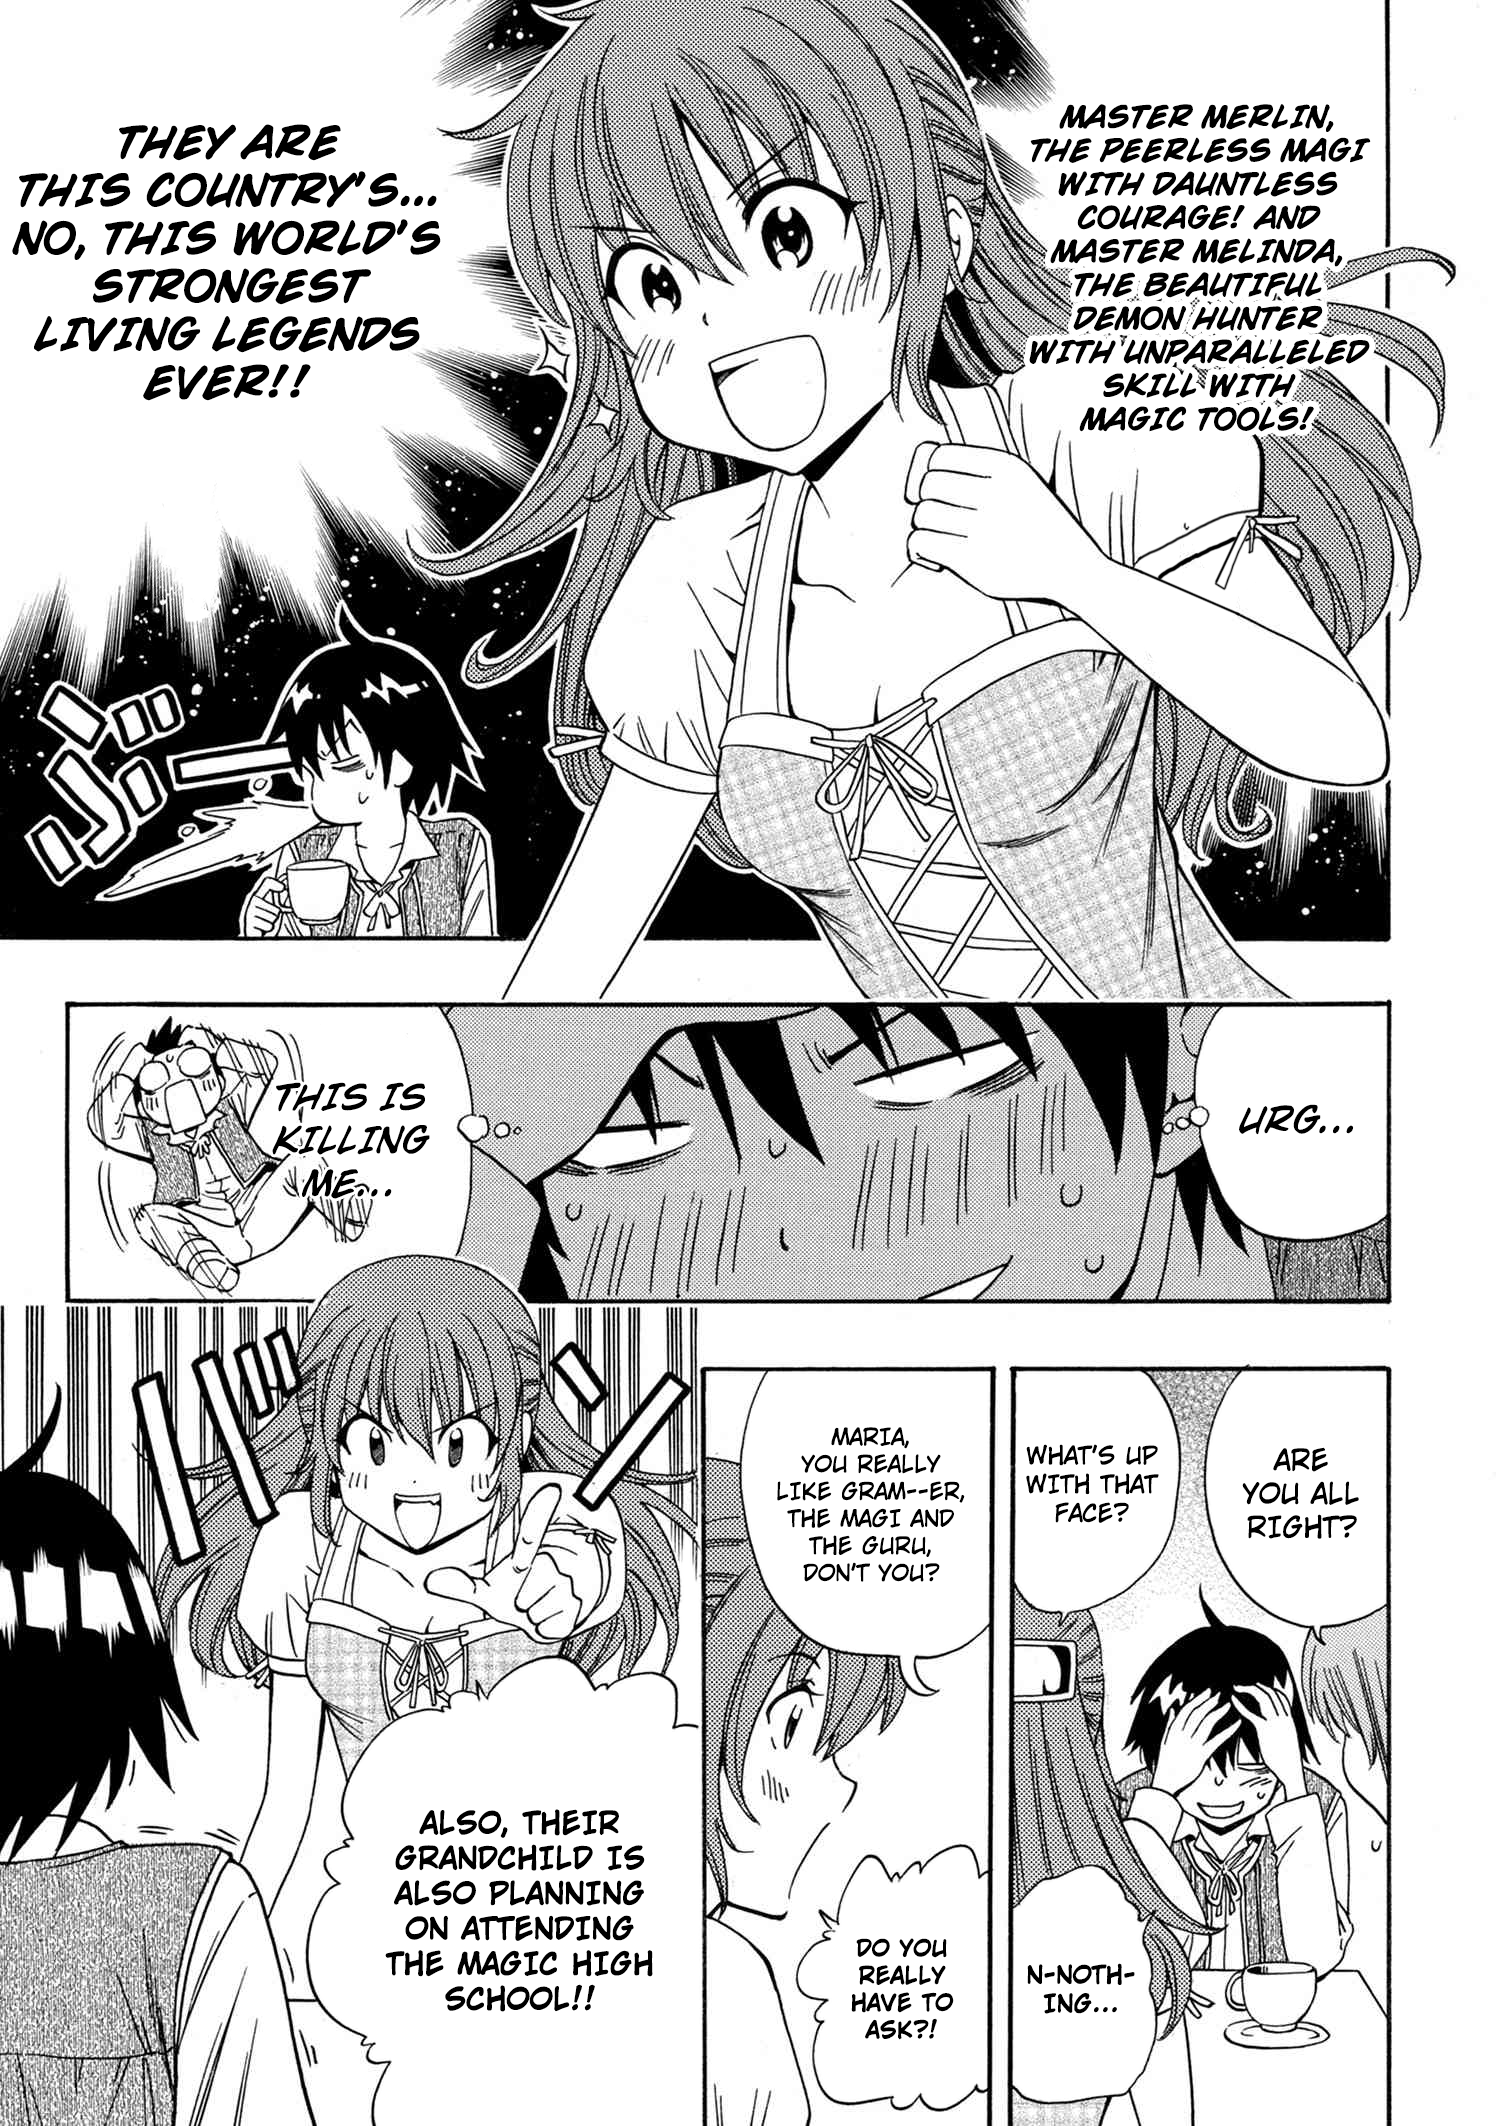 MASTER MERLIN,
THE PEERLESS MAGI
WITH DAUNTLESS
COURAGE! AND
MASTER MELINDA,
THE BEAUTIFUL
DEMON HUNTER
WITH UNPARALLELED
SKILL WITH
MAGIC TOOLS!
THEY ARE
THIS COUNTRY'S...
NO, THIS WORLD'S
STRONGEST
LIVING LEGENDS
EVER!!
ブーッ
URG...
THIS IS
KILLING
ME...
ARE
YOU ALL
RIGHT?
WHAT'S UP
WITH THAT
FACE?
N-NOTH-
ING...
MARIA,
YOU REALLY
LIKE GRAM--ER,
THE MAGI AND
THE GURU,
DON'T YOU?
DO YOU
REALLY
HAVE TO
ASK?!
ALSO, THEIR
GRANDCHILD IS
ALSO PLANNING
ON ATTENDING
THE MAGIC HIGH
SCHOOL!!